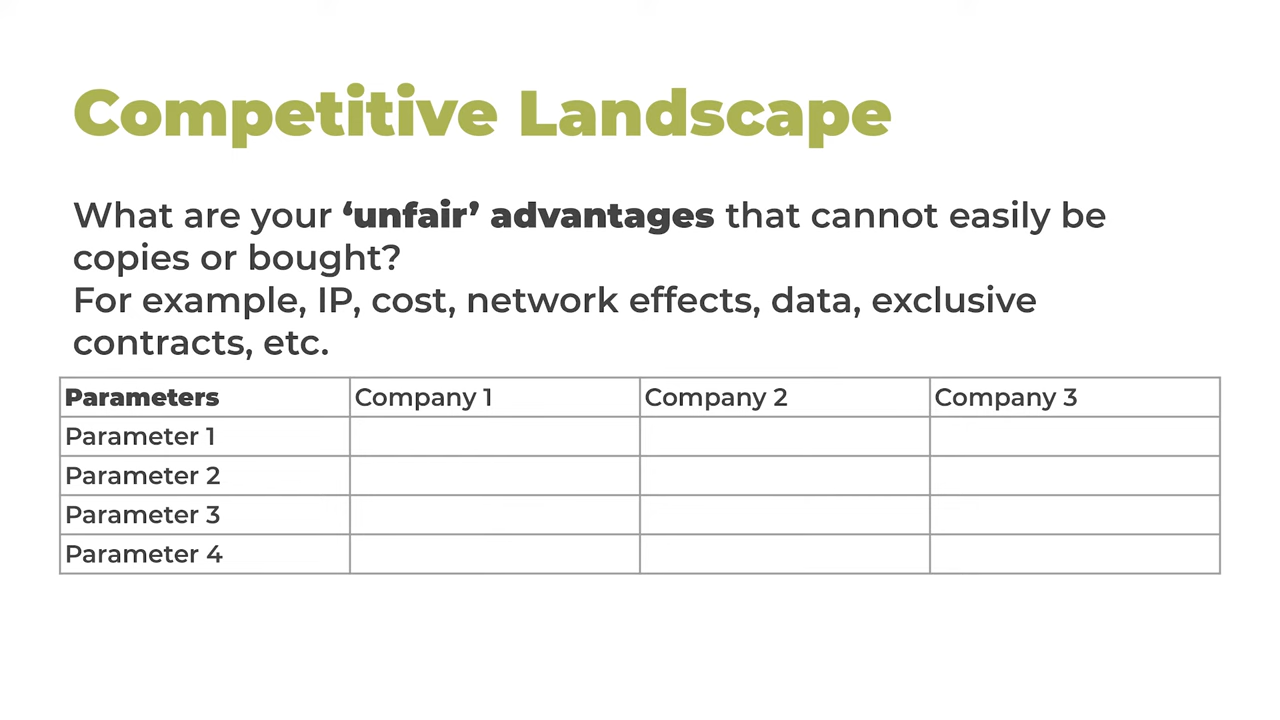 Competitive Landscape
What are your ‘unfair’ advantages that cannot easily be
copies or bought?
For example, IP, cost, network effects, data, exclusive
contracts, etc.
Parameters Company 1 Company 2 Company 3
Parameter 1
Parameter 2
Parameter 3
Parameter 4